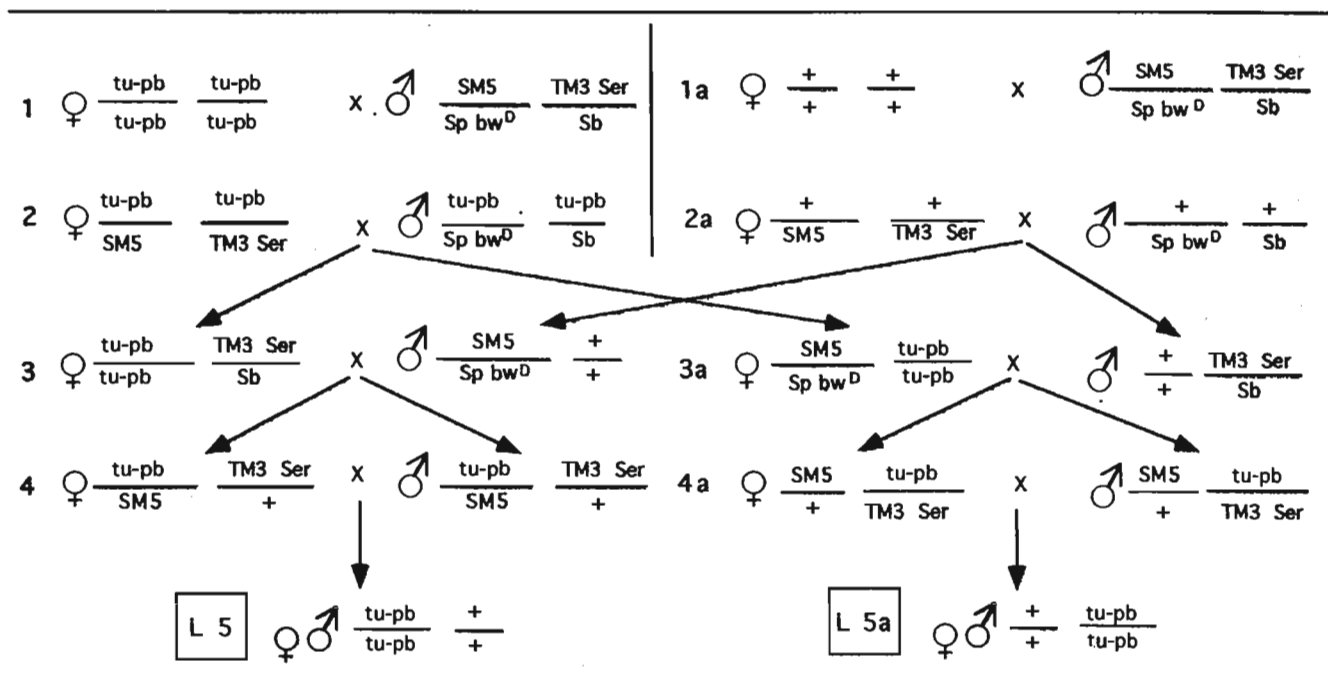 1 ♀ tu-pb/tu-pb tu-pb/tu-pb x ♂ SM5/Sp bwᴰ TM3 Ser/Sb
1a ♀ +/+ +/+ x ♂ SM5/Sp bwᴰ TM3 Ser/Sb
2 ♀ tu-pb/SM5 tu-pb/TM3 Ser x ♂ tu-pb/Sp bwᴰ tu-pb/Sb
2a ♀ +/SM5 +/TM3 Ser x ♂ +/Sp bwᴰ +/Sb
3 ♀ tu-pb/tu-pb TM3 Ser/Sb x ♂ SM5/Sp bwᴰ +/+
3a ♀ SM5/Sp bwᴰ tu-pb/tu-pb x ♂ +/+ TM3 Ser/Sb
4 ♀ tu-pb/SM5 TM3 Ser/+ x ♂ tu-pb/SM5 TM3 Ser/+
4a ♀ SM5/+ tu-pb/TM3 Ser x ♂ SM5/+ tu-pb/TM3 Ser
L 5 ♀♂ tu-pb/tu-pb +/+
L 5a ♀♂ +/+ tu-pb/tu-pb